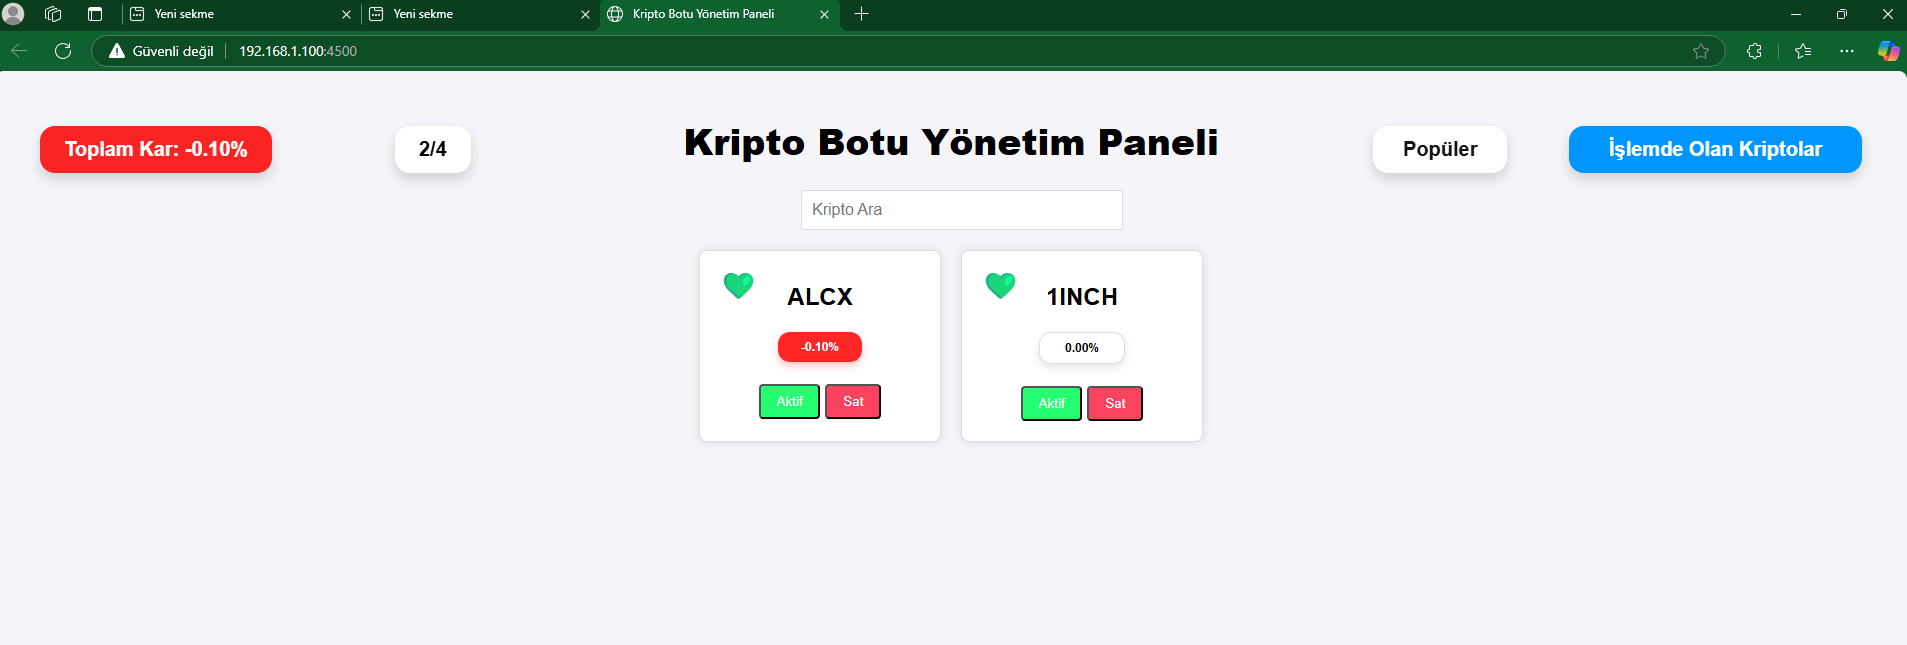 Yeni sekme
Yeni sekme
Kripto Botu Yönetim Paneli
Güvenli değil
192.168.1.100:4500
Toplam Kar: -0.10%
2/4
Kripto Botu Yönetim Paneli
Popüler
İşlemde Olan Kriptolar
Kripto Ara
ALCX
-0.10%
Aktif
Sat
1INCH
0.00%
Aktif
Sat